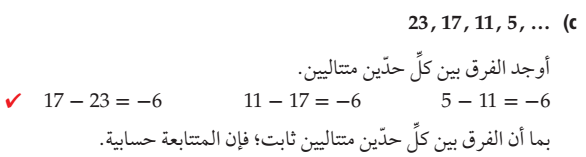 (c 23, 17, 11, 5, …
أوجد الفرق بين كلِّ حدّين متتاليين.
✔ 17 − 23 = −6 11 − 17 = −6 5 − 11 = −6
بما أن الفرق بين كلِّ حدّين متتاليين ثابت؛ فإن المتتابعة حسابية.